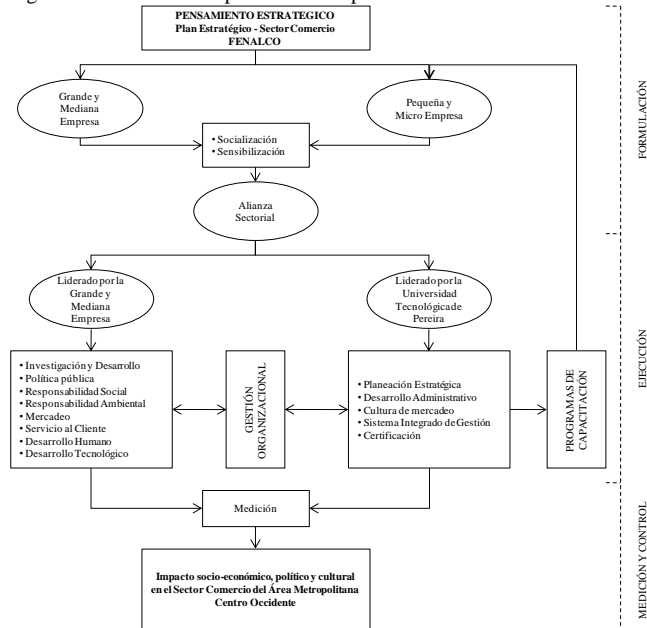 PENSAMIENTO ESTRATEGICO
Plan Estratégico - Sector Comercio
FENALCO
Grande y
Mediana
Empresa
Pequeña y
Micro Empresa
• Socialización
• Sensibilización
Alianza
Sectorial
FORMULACIÓN
Liderado por la
Grande y
Mediana
Empresa
Liderado por la
Universidad
Tecnológica de
Pereira
• Investigación y Desarrollo
• Política pública
• Responsabilidad Social
• Responsabilidad Ambiental
• Mercadeo
• Servicio al Cliente
• Desarrollo Humano
• Desarrollo Tecnológico
GESTIÓN
ORGANIZACIONAL
• Planeación Estratégica
• Desarrollo Administrativo
• Cultura de mercadeo
• Sistema Integrado de Gestión
• Certificación
PROGRAMAS DE
CAPACITACIÓN
EJECUCIÓN
Medición
Impacto socio-económico, político y cultural
en el Sector Comercio del Área Metropolitana
Centro Occidente
MEDICIÓN Y CONTROL